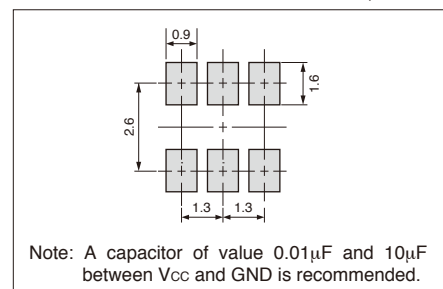 0.9
1.6
2.6
1.3 1.3
Note: A capacitor of value 0.01μF and 10μF
between Vcc and GND is recommended.